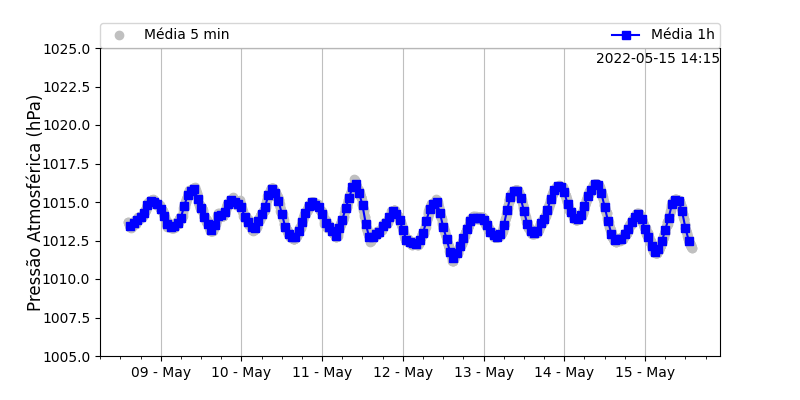 Média 5 min
Média 1h
2022-05-15 14:15
Pressão Atmosférica (hPa)
1025.0
1022.5
1020.0
1017.5
1015.0
1012.5
1010.0
1007.5
1005.0
09 - May
10 - May
11 - May
12 - May
13 - May
14 - May
15 - May